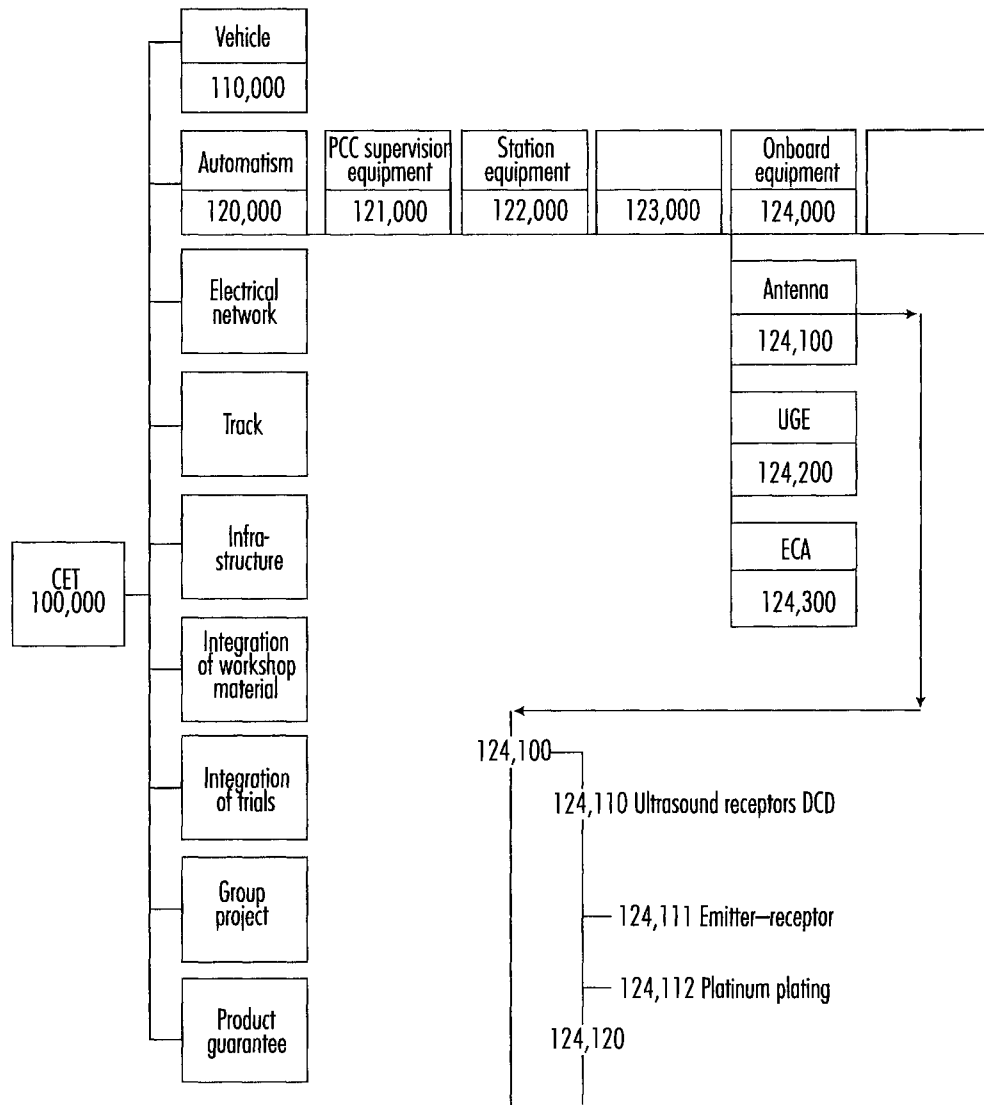 Vehicle
110,000
Automatism
120,000
PCC supervision
equipment
121,000
Station
equipment
122,000
123,000
Onboard
equipment
124,000
Electrical
network
Antenna
124,100
Track
UGE
124,200
Infra-
structure
ECA
124,300
CET
100,000
Integration
of workshop
material
124,100
Integration
of trials
124,110 Ultrasound receptors DCD
Group
project
124,111 Emitter–receptor
124,112 Platinum plating
Product
guarantee
124,120